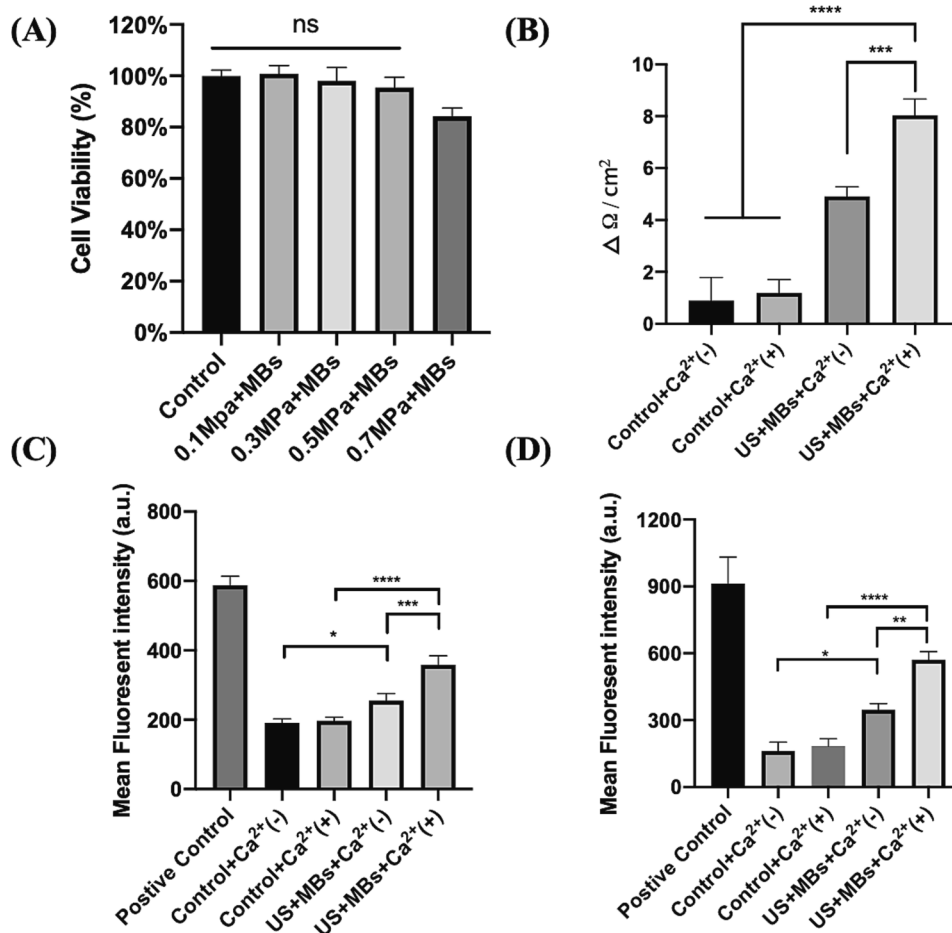 (A)
120%
100%
80%
60%
40%
20%
0%
Cell Viability (%)
ns
Control
0.1Mpa+MBs
0.3MPa+MBs
0.5MPa+MBs
0.7MPa+MBs
(B)
10
8
6
4
2
0
Δ Ω / cm²
****
***
Control+Ca²⁺(-)
Control+Ca²⁺(+)
US+MBs+Ca²⁺(-)
US+MBs+Ca²⁺(+)
(C)
800
600
400
200
0
Mean Fluoresent intensity (a.u.)
****
***
*
Postive Control
Control+Ca²⁺(-)
Control+Ca²⁺(+)
US+MBs+Ca²⁺(-)
US+MBs+Ca²⁺(+)
(D)
1200
900
600
300
0
Mean Fluoresent intensity (a.u.)
****
**
*
Postive Control
Control+Ca²⁺(-)
Control+Ca²⁺(+)
US+MBs+Ca²⁺(-)
US+MBs+Ca²⁺(+)